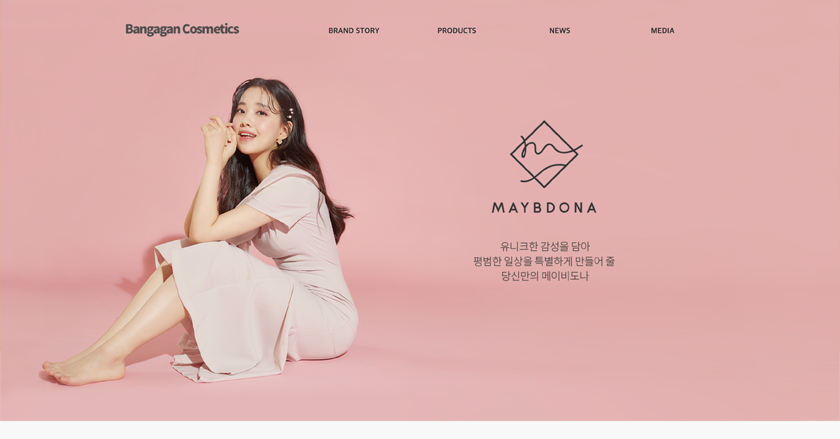 Bangagan Cosmetics
BRAND STORY PRODUCTS NEWS MEDIA
MAYBDONA
유니크한 감성을 담아
평범한 일상을 특별하게 만들어 줄
당신만의 메이비도나